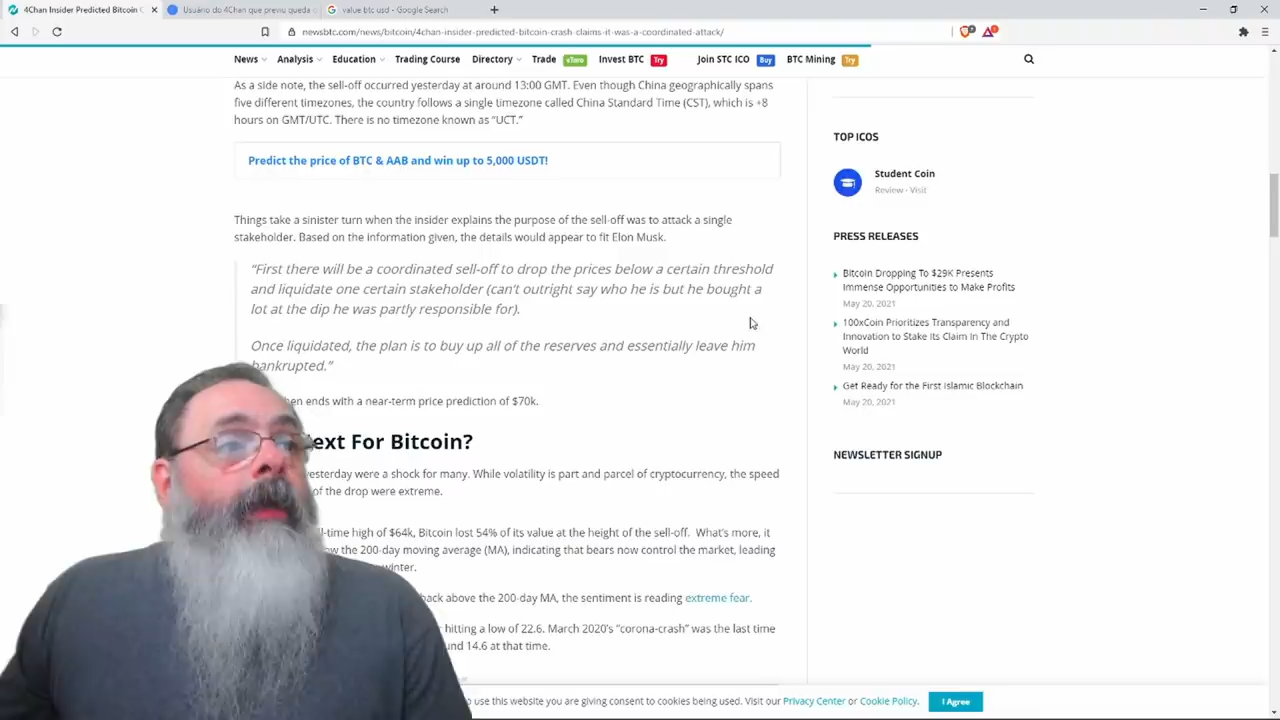 4Chan Insider Predicted Bitcoin C
Usuário do 4Chan que previu queda d
value btc usd - Google Search
newsbtc.com/news/bitcoin/4chan-insider-predicted-bitcoin-crash-claims-it-was-a-coordinated-attack/
News Analysis Education Trading Course Directory Trade eToro Invest BTC Try Join STC ICO Buy BTC Mining Try
As a side note, the sell-off occurred yesterday at around 13:00 GMT. Even though China geographically spans
five different timezones, the country follows a single timezone called China Standard Time (CST), which is +8
hours on GMT/UTC. There is no timezone known as “UCT.”
Predict the price of BTC & AAB and win up to 5,000 USDT!
Things take a sinister turn when the insider explains the purpose of the sell-off was to attack a single
stakeholder. Based on the information given, the details would appear to fit Elon Musk.
“First there will be a coordinated sell-off to drop the prices below a certain threshold
and liquidate one certain stakeholder (can’t outright say who he is but he bought a
lot at the dip he was partly responsible for).
Once liquidated, the plan is to buy up all of the reserves and essentially leave him
bankrupted.”
ends with a near-term price prediction of $70k.
ext For Bitcoin?
yesterday were a shock for many. While volatility is part and parcel of cryptocurrency, the speed
of the drop were extreme.
ll-time high of $64k, Bitcoin lost 54% of its value at the height of the sell-off. What’s more, it
the 200-day moving average (MA), indicating that bears now control the market, leading
winter.
back above the 200-day MA, the sentiment is reading extreme fear.
hitting a low of 22.6. March 2020’s “corona-crash” was the last time
und 14.6 at that time.
TOP ICOS
Student Coin
Review - Visit
PRESS RELEASES
Bitcoin Dropping To $29K Presents
Immense Opportunities to Make Profits
May 20, 2021
100xCoin Prioritizes Transparency and
Innovation to Stake Its Claim In The Crypto
World
May 20, 2021
Get Ready for the First Islamic Blockchain
May 20, 2021
NEWSLETTER SIGNUP
o use this website you are giving consent to cookies being used. Visit our Privacy Center or Cookie Policy. I Agree